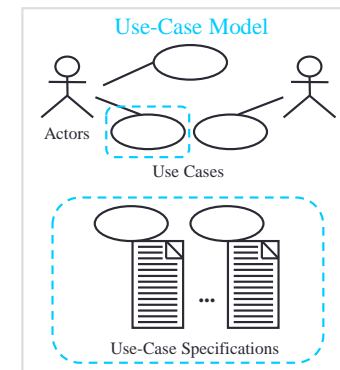 Use-Case Model
Actors
Use Cases
...
Use-Case Specifications